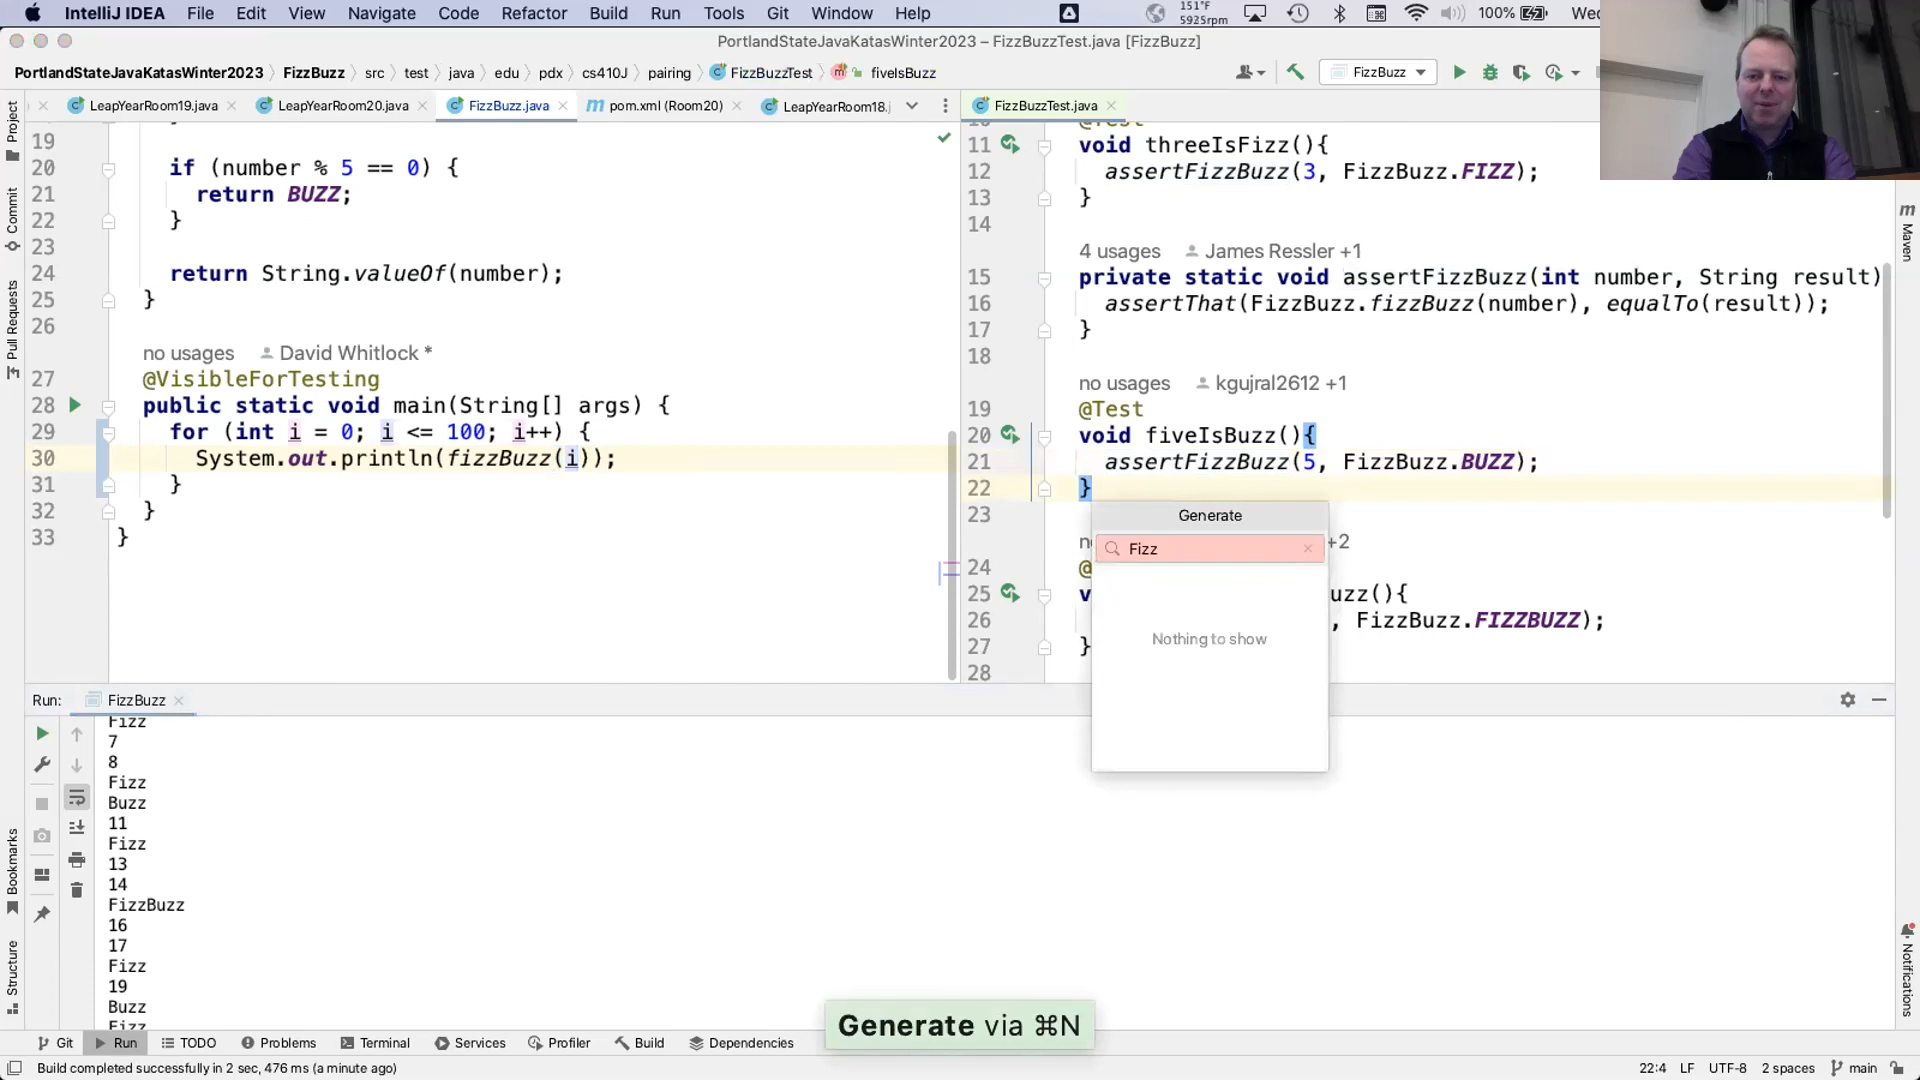 IntelliJ IDEA File Edit View Navigate Code Refactor Build Run Tools Git Window Help 151°F 5925rpm 100% Wed
PortlandStateJavaKatasWinter2023 – FizzBuzzTest.java [FizzBuzz]
PortlandStateJavaKatasWinter2023 FizzBuzz src test java edu pdx cs410J pairing FizzBuzzTest fiveIsBuzz FizzBuzz
LeapYearRoom19.java LeapYearRoom20.java FizzBuzz.java pom.xml (Room20) LeapYearRoom18.j FizzBuzzTest.java
Project
Commit
Pull Requests
Bookmarks
Structure
19
20 if (number % 5 == 0) {
21 return BUZZ;
22 }
23
24 return String.valueOf(number);
25 }
26
no usages David Whitlock *
27 @VisibleForTesting
28 public static void main(String[] args) {
29 for (int i = 0; i <= 100; i++) {
30 System.out.println(fizzBuzz(i));
31 }
32 }
33 }
@Test
11 void threeIsFizz(){
12 assertFizzBuzz(3, FizzBuzz.FIZZ);
13 }
14
4 usages James Ressler +1
15 private static void assertFizzBuzz(int number, String result)
16 assertThat(FizzBuzz.fizzBuzz(number), equalTo(result));
17 }
18
no usages kgujral2612 +1
19 @Test
20 void fiveIsBuzz(){
21 assertFizzBuzz(5, FizzBuzz.BUZZ);
22 }
23
+2
24 @
25 v uzz(){
26 , FizzBuzz.FIZZBUZZ);
27 }
28
Generate
Fizz
Nothing to show
Maven
Notifications
Run: FizzBuzz
Fizz
7
8
Fizz
Buzz
11
Fizz
13
14
FizzBuzz
16
17
Fizz
19
Buzz
Fizz
Generate via ⌘N
Git Run TODO Problems Terminal Services Profiler Build Dependencies
Build completed successfully in 2 sec, 476 ms (a minute ago) 22:4 LF UTF-8 2 spaces main